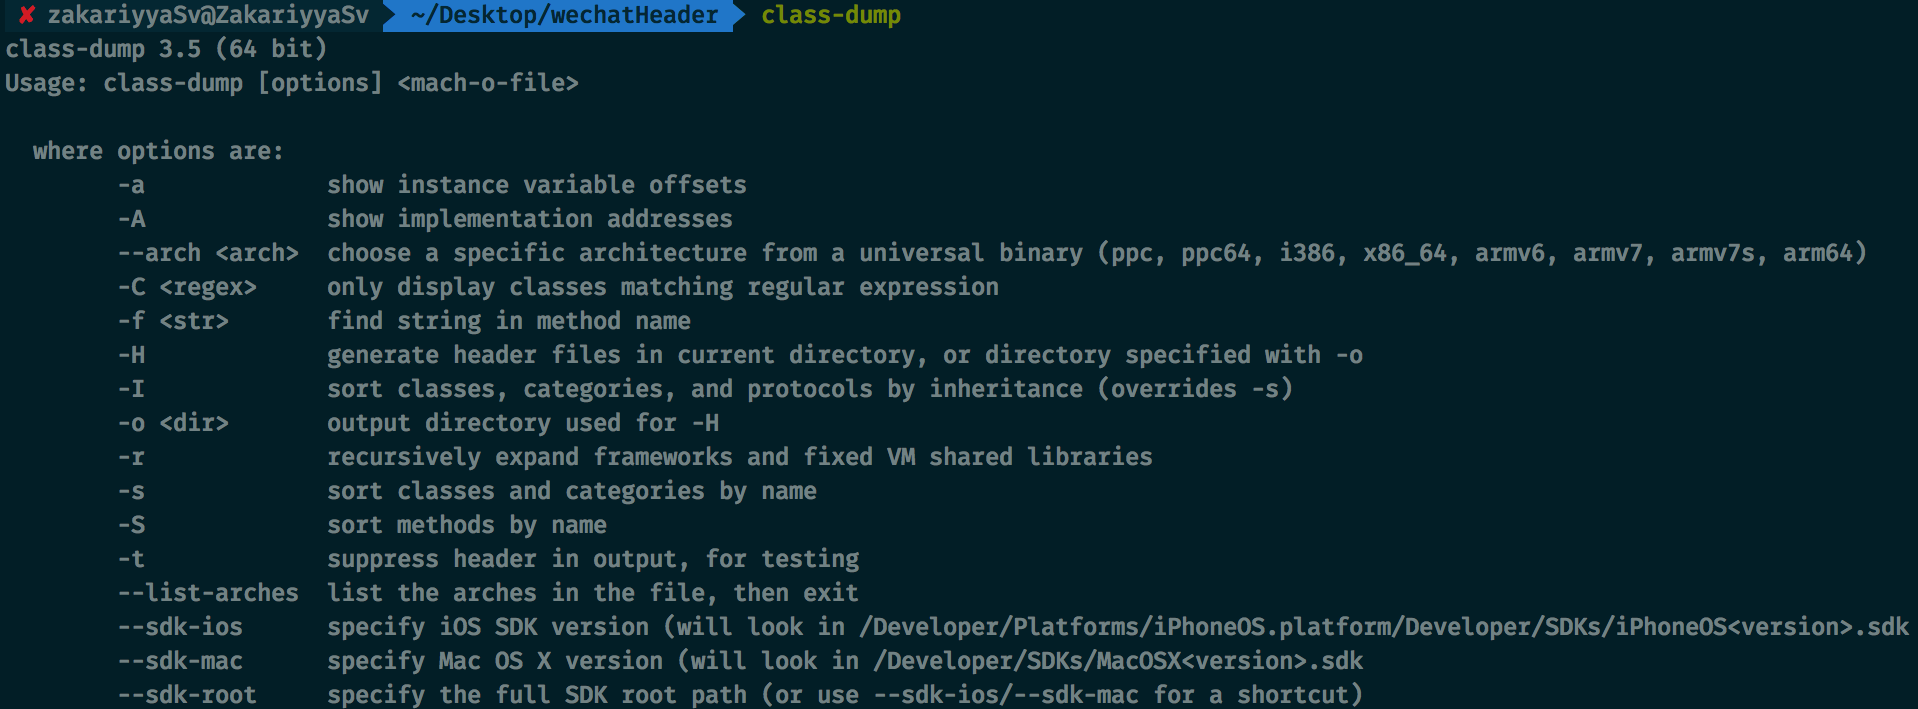 ✘ zakariyyaSv@ZakariyyaSv ~/Desktop/wechatHeader class-dump
class-dump 3.5 (64 bit)
Usage: class-dump [options] <mach-o-file>
where options are:
-a show instance variable offsets
-A show implementation addresses
--arch <arch> choose a specific architecture from a universal binary (ppc, ppc64, i386, x86_64, armv6, armv7, armv7s, arm64)
-C <regex> only display classes matching regular expression
-f <str> find string in method name
-H generate header files in current directory, or directory specified with -o
-I sort classes, categories, and protocols by inheritance (overrides -s)
-o <dir> output directory used for -H
-r recursively expand frameworks and fixed VM shared libraries
-s sort classes and categories by name
-S sort methods by name
-t suppress header in output, for testing
--list-arches list the arches in the file, then exit
--sdk-ios specify iOS SDK version (will look in /Developer/Platforms/iPhoneOS.platform/Developer/SDKs/iPhoneOS<version>.sdk
--sdk-mac specify Mac OS X version (will look in /Developer/SDKs/MacOSX<version>.sdk
--sdk-root specify the full SDK root path (or use --sdk-ios/--sdk-mac for a shortcut)